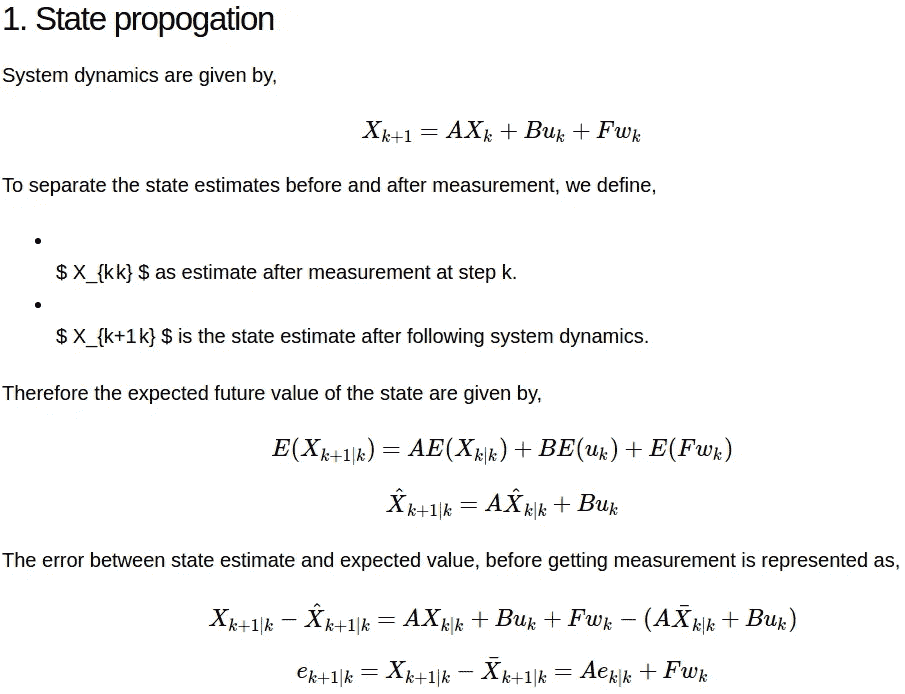 1. State propogation
System dynamics are given by,
X_{k+1} = AX_k + Bu_k + Fw_k
To separate the state estimates before and after measurement, we define,
•
$ X_{kk} $ as estimate after measurement at step k.
•
$ X_{k+1k} $ is the state estimate after following system dynamics.
Therefore the expected future value of the state are given by,
E(X_{k+1|k}) = AE(X_{k|k}) + BE(u_k) + E(Fw_k)
\hat{X}_{k+1|k} = A\hat{X}_{k|k} + Bu_k
The error between state estimate and expected value, before getting measurement is represented as,
X_{k+1|k} − \hat{X}_{k+1|k} = AX_{k|k} + Bu_k + Fw_k − (A\bar{X}_{k|k} + Bu_k)
e_{k+1|k} = X_{k+1|k} − \bar{X}_{k+1|k} = Ae_{k|k} + Fw_k